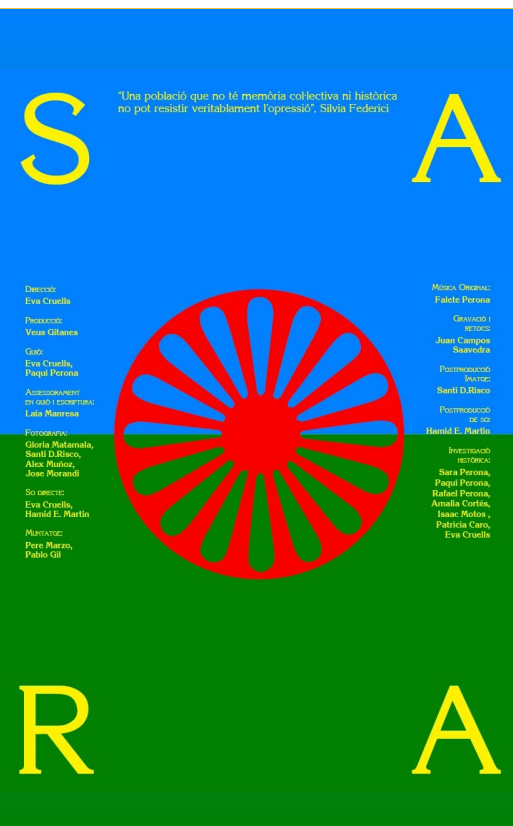 S A
"Una població que no té memòria col·lectiva ni històrica
no pot resistir veritablament l'opressió", Silvia Federici
Direcció:
Eva Cruells
Producció:
Veus Gitanes
Guió:
Eva Cruells,
Paqui Perona
Assessorament
en guió i escriptura:
Laia Manresa
Fotografia:
Gloria Matamala,
Santi D.Risco,
Alex Muñoz,
Jose Morandi
So directe:
Eva Cruells,
Hamid E. Martin
Muntatge:
Pere Marzo,
Pablo Gil
Música Original:
Falete Perona
Gravació i
retocs:
Juan Campos
Saavedra
Postproducció
Imatge:
Santi D.Risco
Postproducció
de so:
Hamid E. Martin
Investigació
històrica:
Sara Perona,
Paqui Perona,
Rafael Perona,
Amalia Cortés,
Isaac Motos ,
Patricia Caro,
Eva Cruells
R A